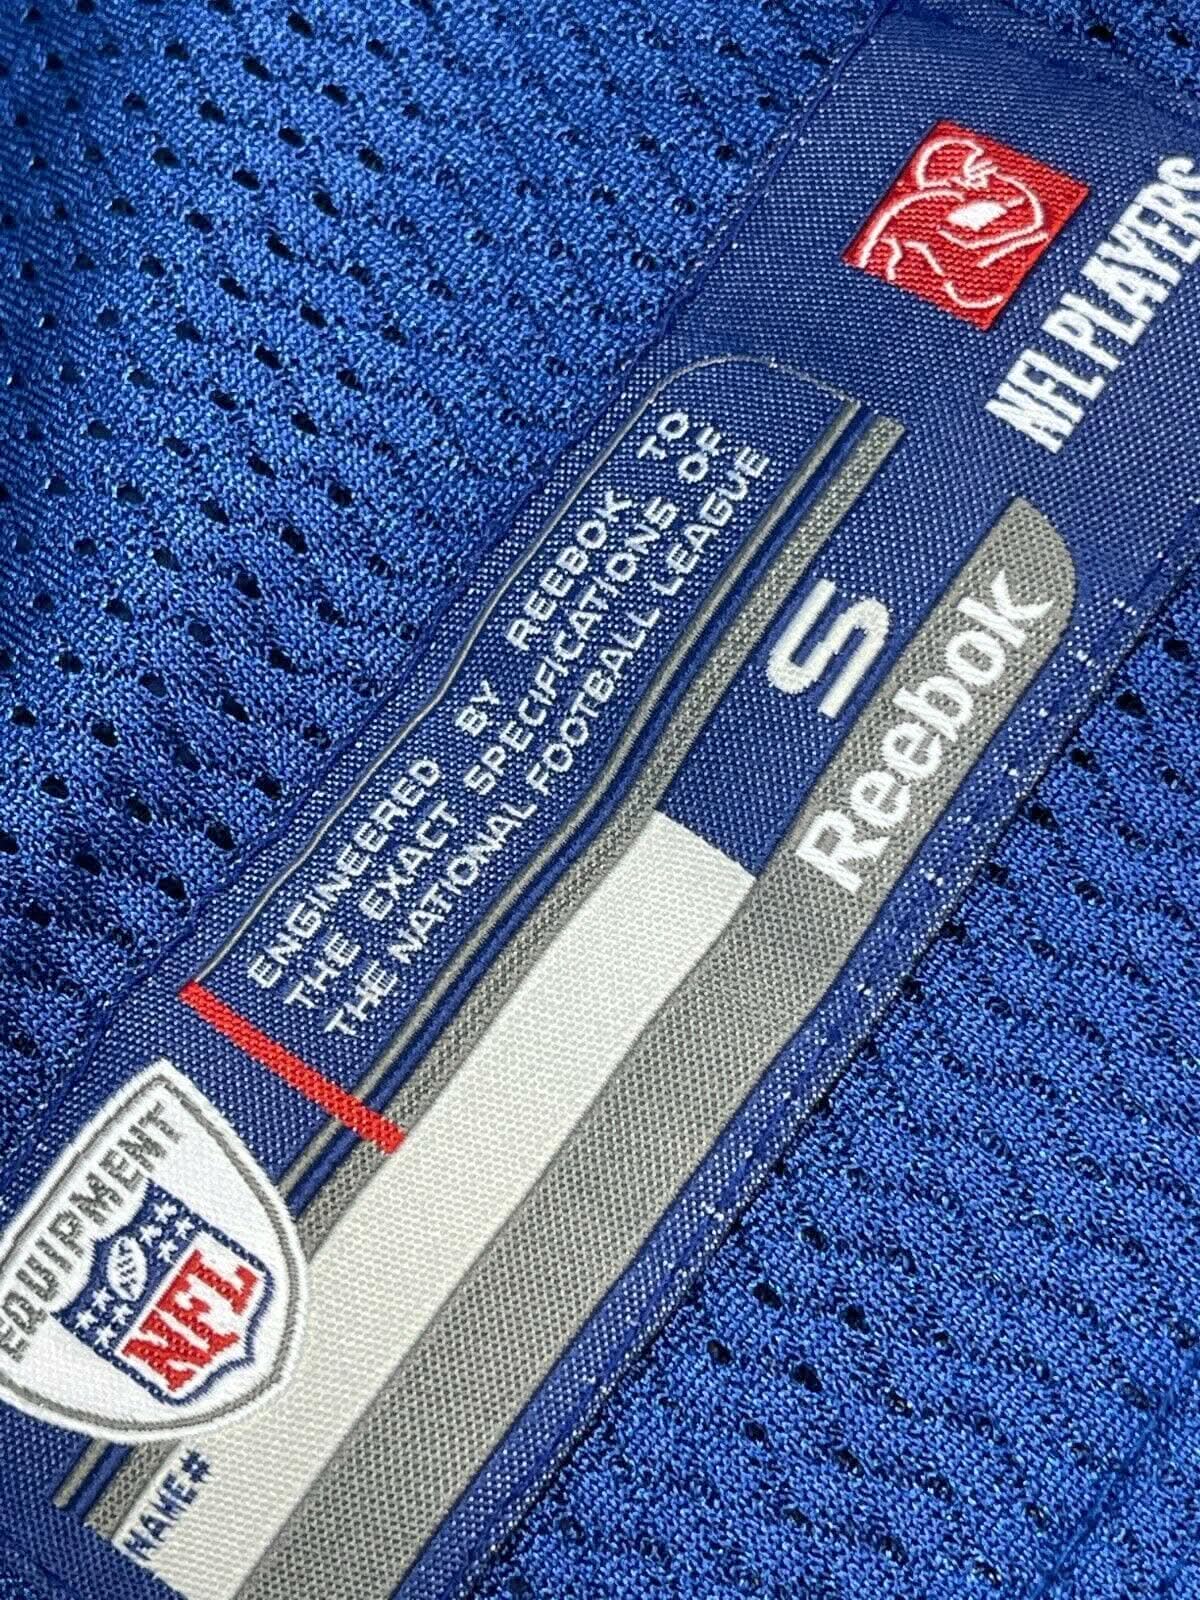 NFL PLAYERS
ENGINEERED BY REEBOK TO
THE EXACT SPECIFICATIONS OF
THE NATIONAL FOOTBALL LEAGUE
S
Reebok
EQUIPMENT
NFL
NAME#